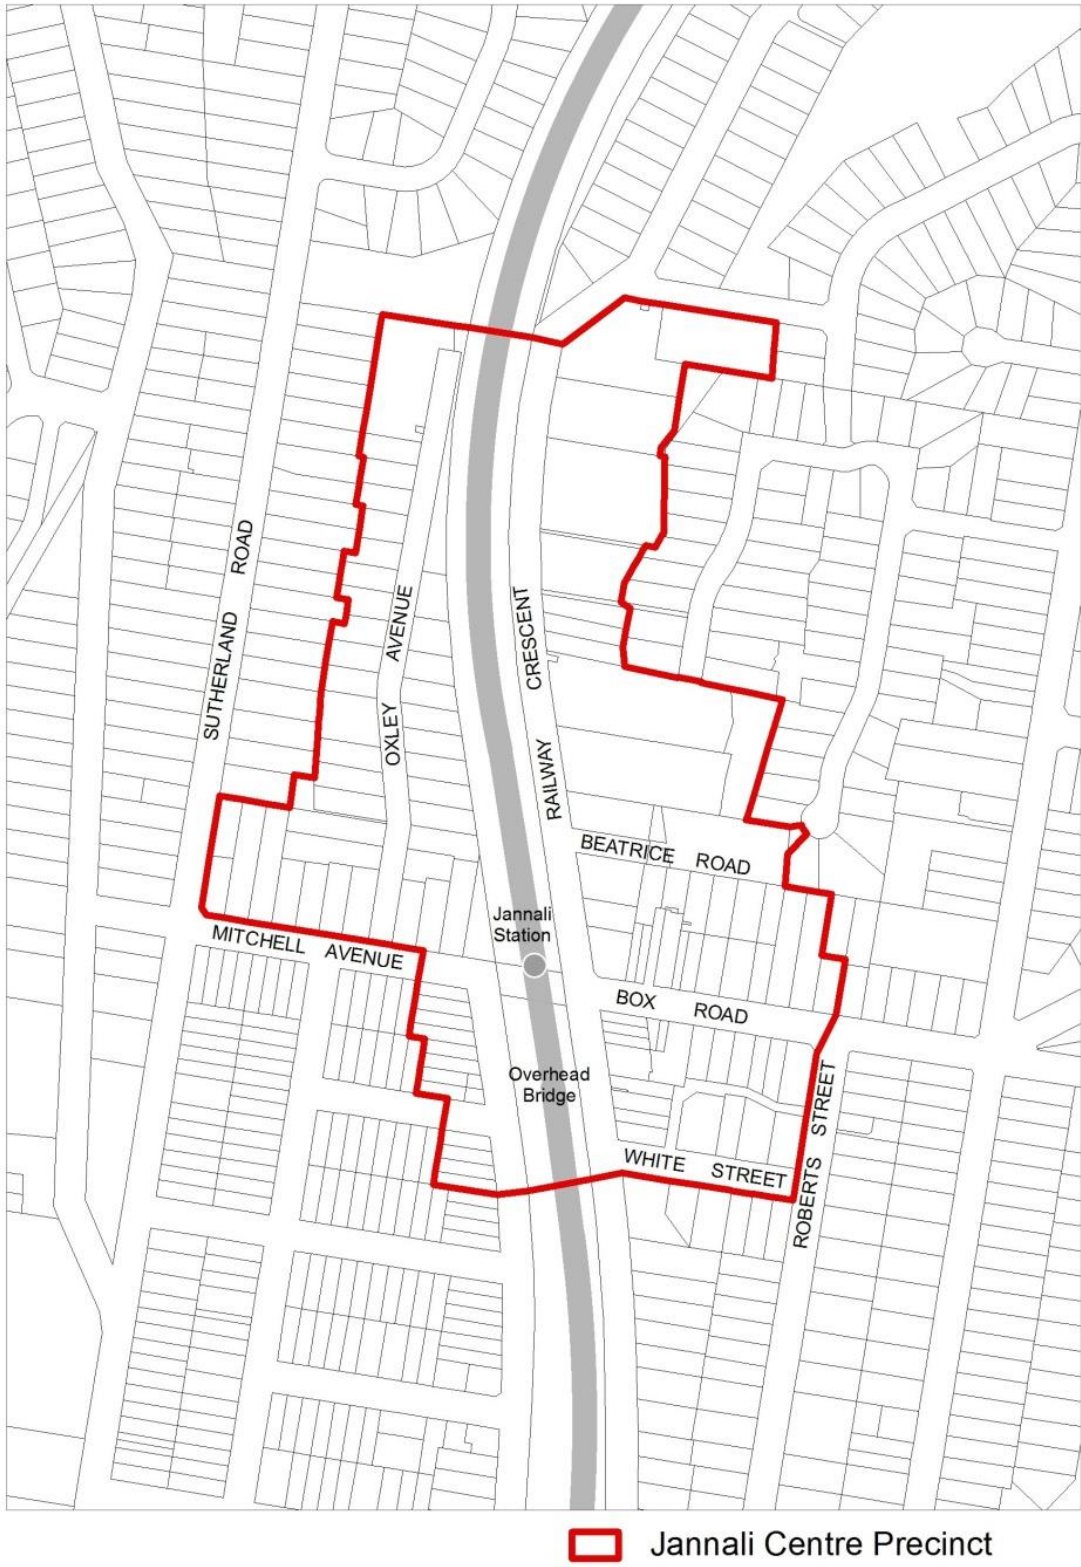 SUTHERLAND ROAD
OXLEY AVENUE
RAILWAY CRESCENT
BEATRICE ROAD
Jannali
Station
MITCHELL AVENUE
BOX ROAD
Overhead
Bridge
WHITE STREET
ROBERTS STREET
Jannali Centre Precinct